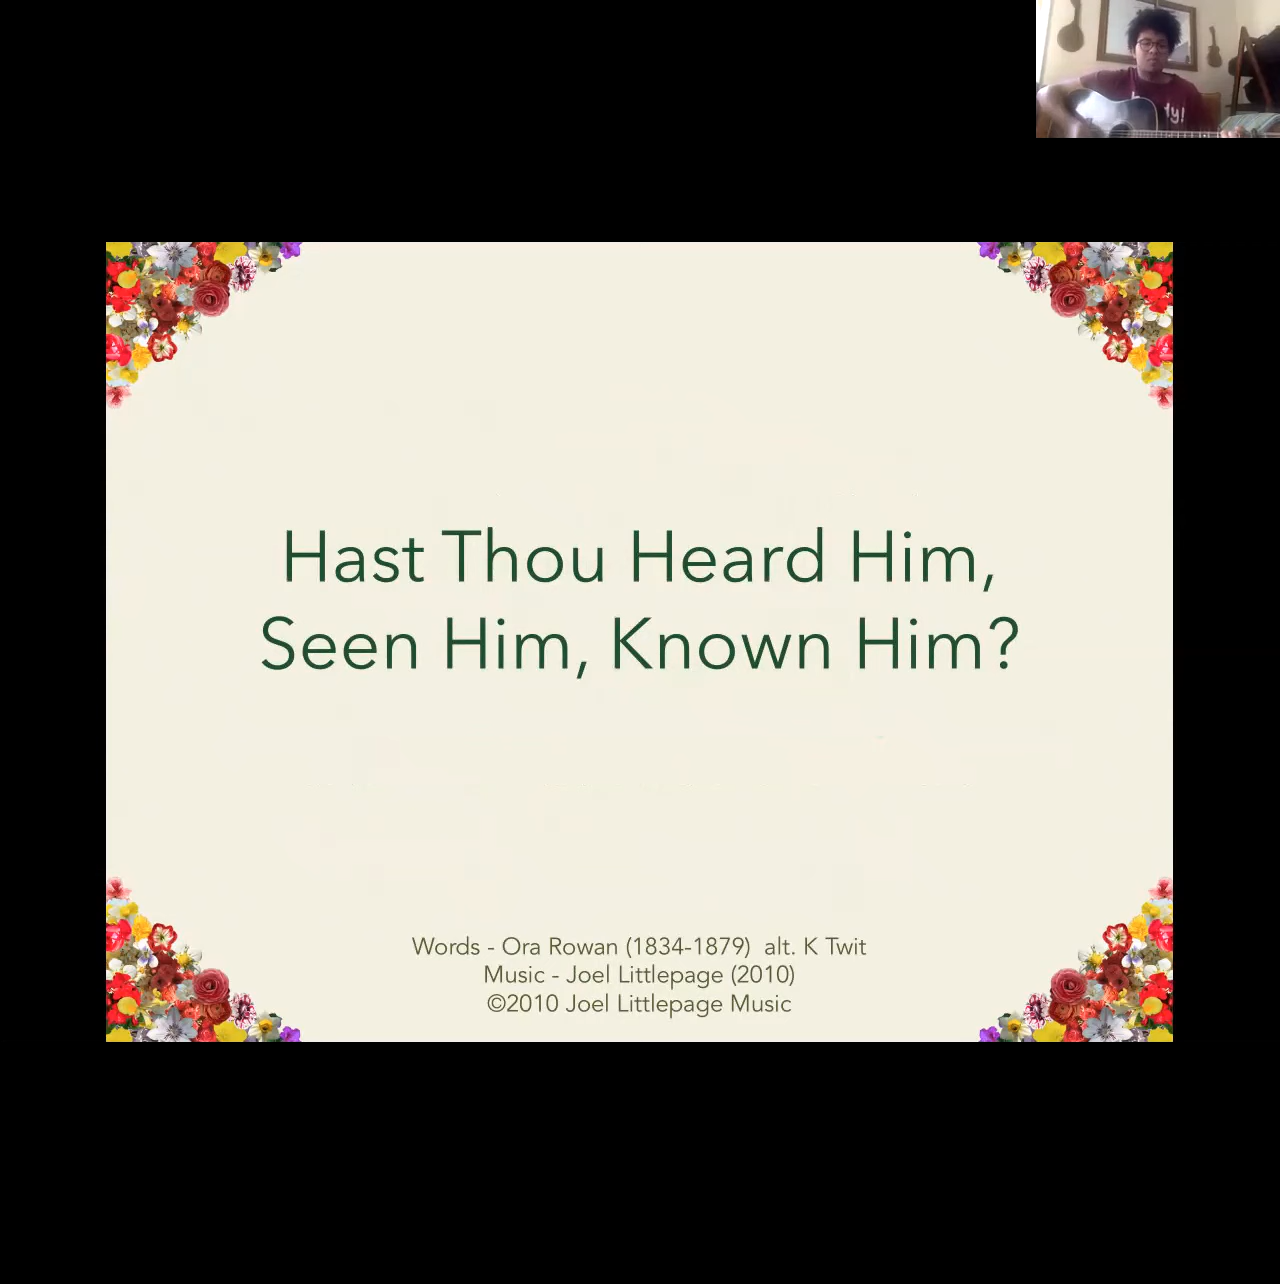 Hast Thou Heard Him,
Seen Him, Known Him?
Words - Ora Rowan (1834-1879) alt. K Twit
Music - Joel Littlepage (2010)
©2010 Joel Littlepage Music